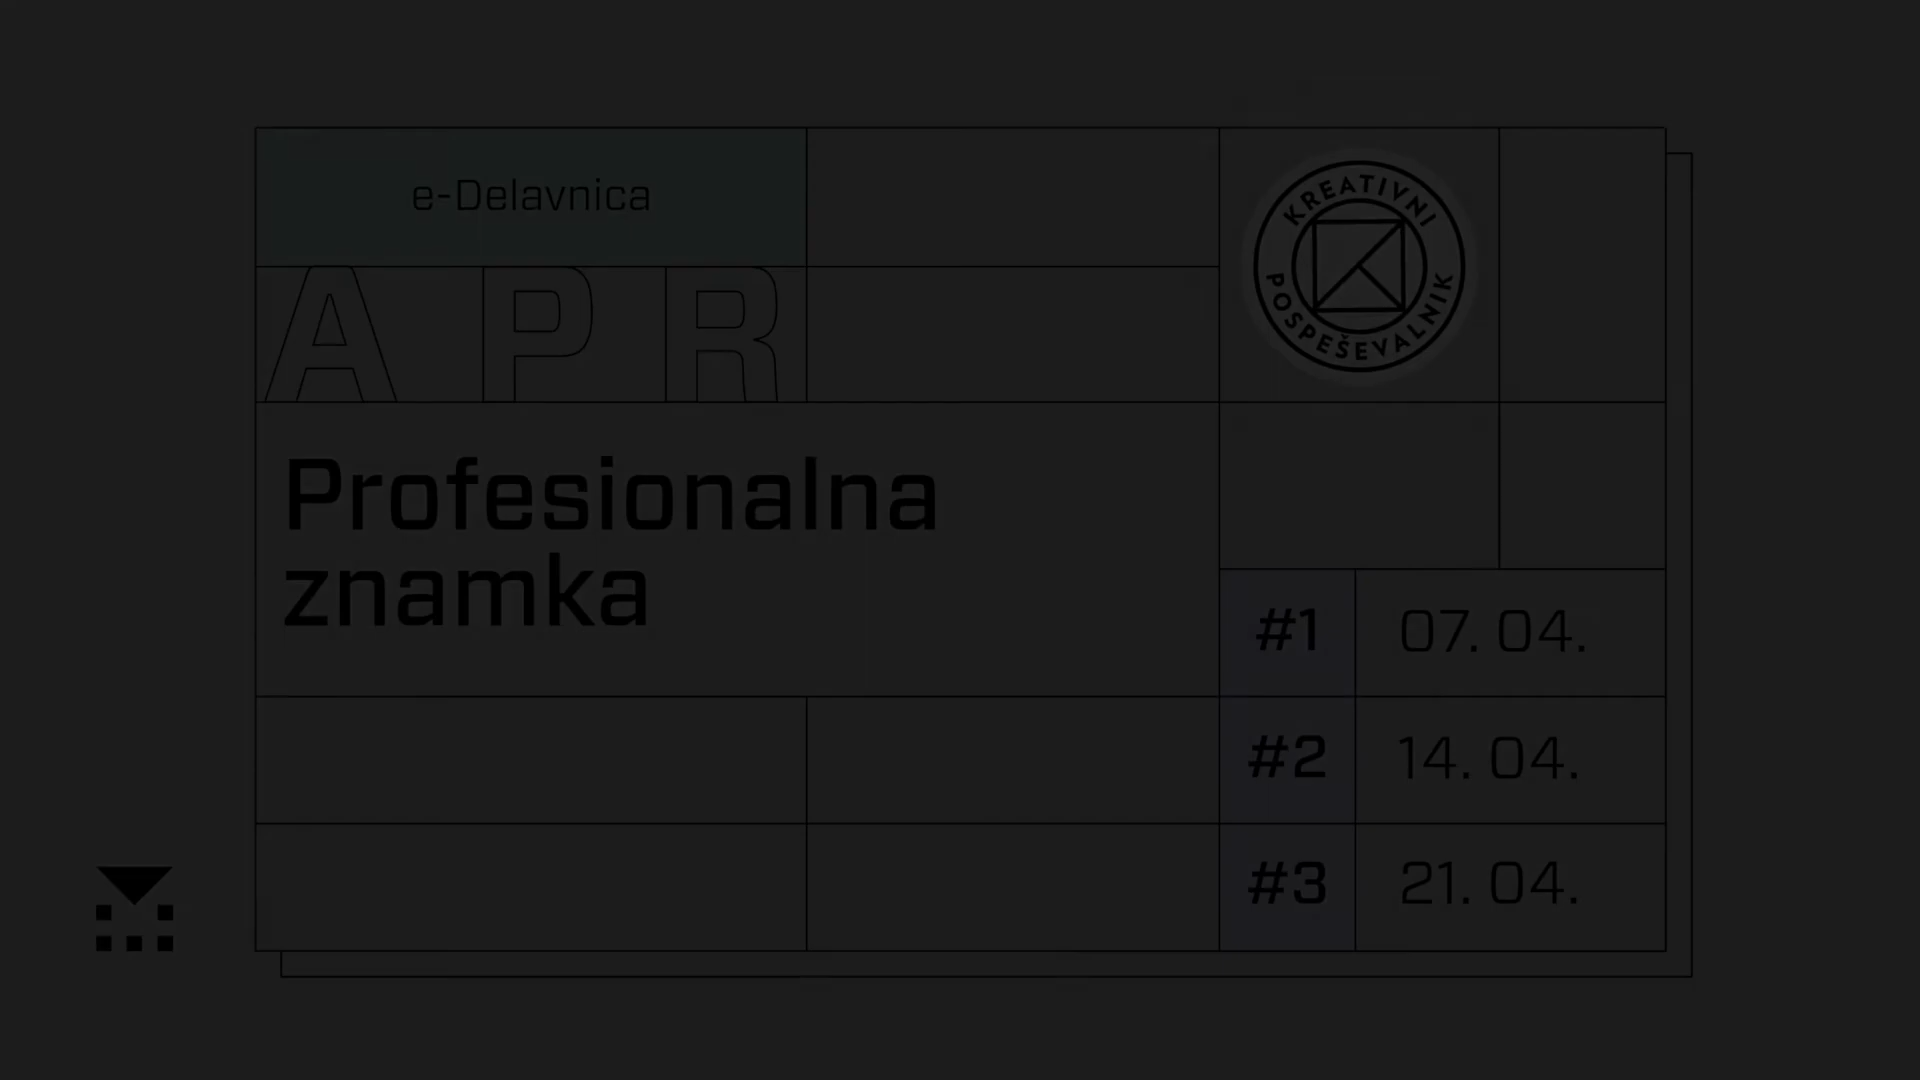 e-Delavnica
KREATIVNI
POSPEŠEVALNIK
APR
Profesionalna
znamka
#1 07. 04.
#2 14. 04.
#3 21. 04.